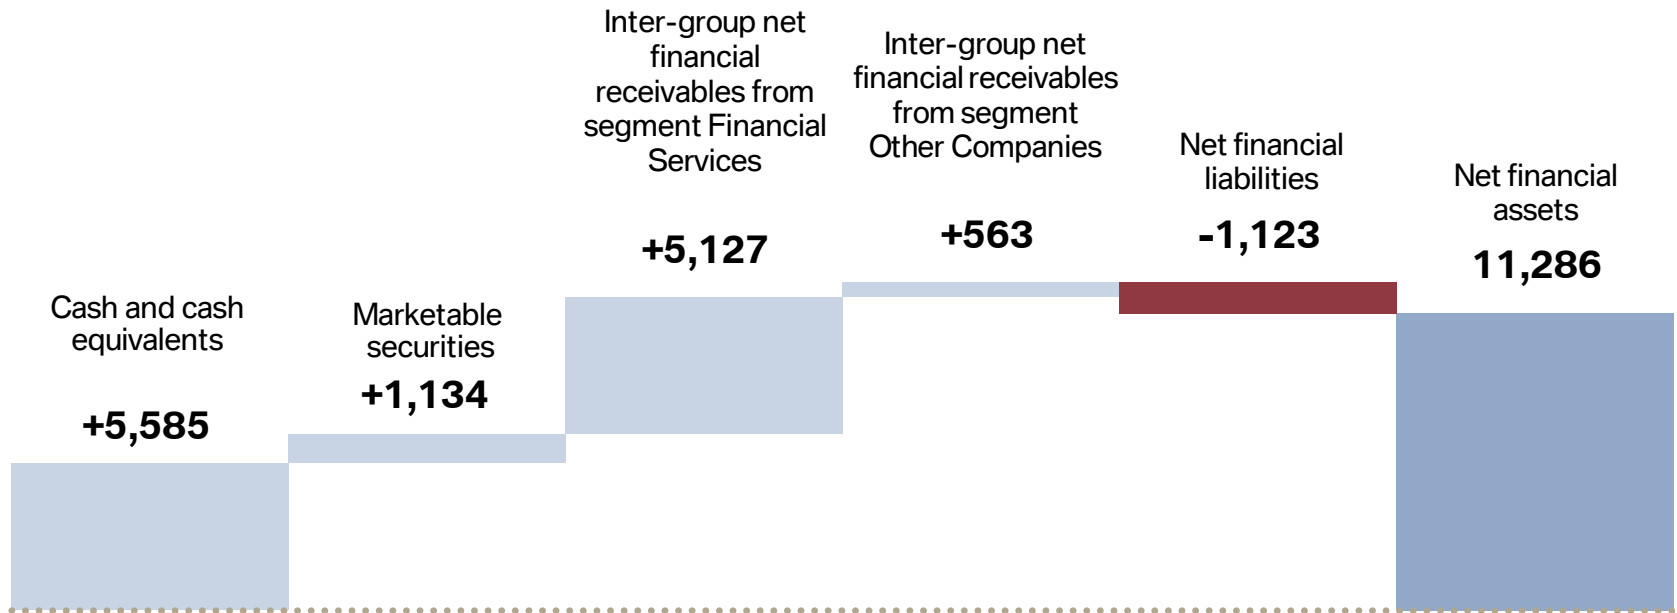 Cash and cash
equivalents
+5,585
Marketable
securities
+1,134
Inter-group net
financial
receivables from
segment Financial
Services
+5,127
Inter-group net
financial receivables
from segment
Other Companies
+563
Net financial
liabilities
-1,123
Net financial
assets
11,286